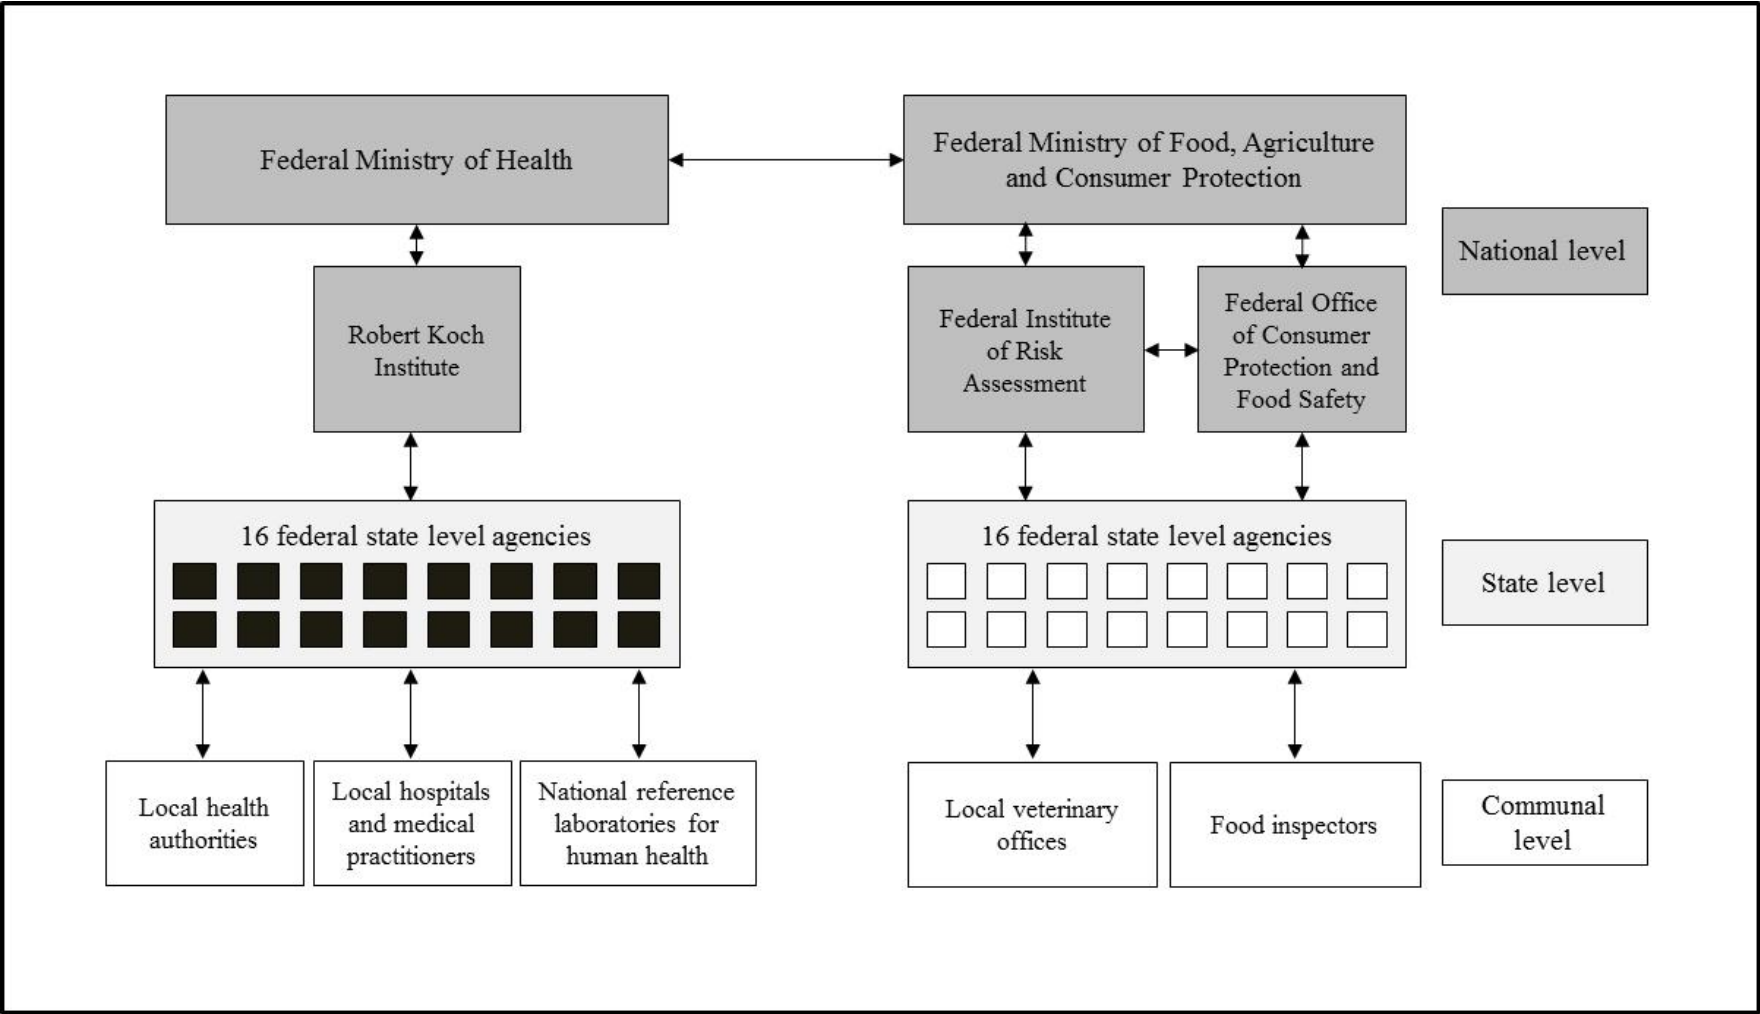 Federal Ministry of Health
Federal Ministry of Food, Agriculture
and Consumer Protection
National level
Robert Koch
Institute
Federal Institute
of Risk
Assessment
Federal Office
of Consumer
Protection and
Food Safety
16 federal state level agencies
16 federal state level agencies
State level
Local health
authorities
Local hospitals
and medical
practitioners
National reference
laboratories for
human health
Local veterinary
offices
Food inspectors
Communal
level